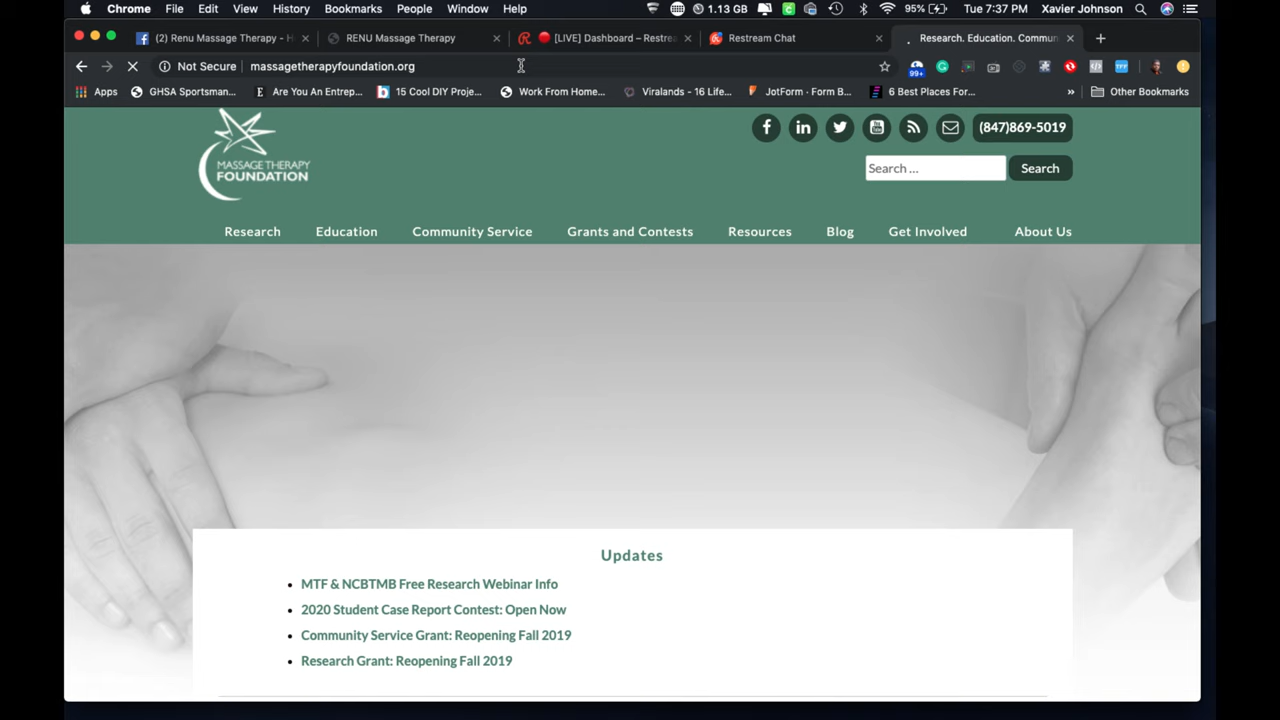 Chrome File Edit View History Bookmarks People Window Help 1.13 GB 95% Tue 7:37 PM Xavier Johnson
(2) Renu Massage Therapy - H RENU Massage Therapy [LIVE] Dashboard – Restrea Restream Chat Research. Education. Commun
Not Secure massagetherapyfoundation.org 99+
Apps GHSA Sportsman... Are You An Entrep... 15 Cool DIY Proje... Work From Home... Viralands - 16 Life... JotForm · Form B... 6 Best Places For... » Other Bookmarks
MASSAGE THERAPY
FOUNDATION
(847)869-5019
Search ... Search
Research Education Community Service Grants and Contests Resources Blog Get Involved About Us
Updates
• MTF & NCBTMB Free Research Webinar Info
• 2020 Student Case Report Contest: Open Now
• Community Service Grant: Reopening Fall 2019
• Research Grant: Reopening Fall 2019